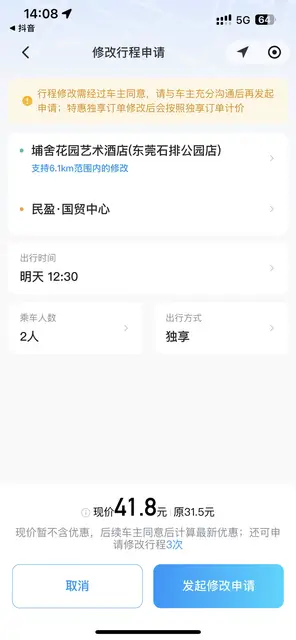 14:08
5G 64
◀ 抖音
修改行程申请
行程修改需经过车主同意，请与车主充分沟通后再发起
申请；特惠独享订单修改后会按照独享订单计价
埔舍花园艺术酒店(东莞石排公园店)
支持6.1km范围内的修改
民盈·国贸中心
出行时间
明天 12:30
乘车人数
2人
出行方式
独享
现价41.8元 原31.5元
现价暂不含优惠，后续车主同意后计算最新优惠；还可申
请修改行程3次
取消
发起修改申请